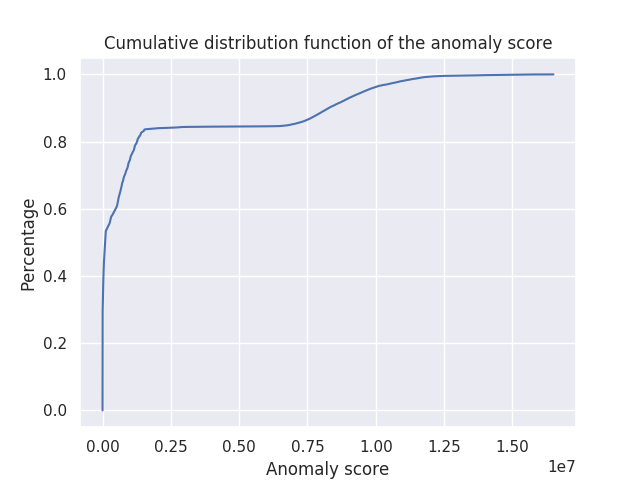 Cumulative distribution function of the anomaly score
1.0
0.8
0.6
0.4
0.2
0.0
Percentage
0.00 0.25 0.50 0.75 1.00 1.25 1.50
1e7
Anomaly score